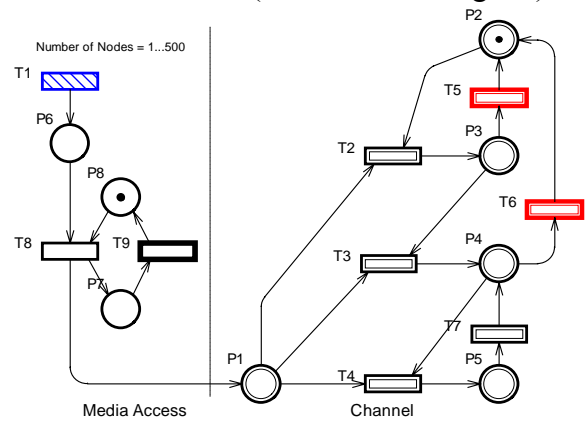 P2
Number of Nodes = 1...500
T1
T5
P6
P3
T2
P8
T6
T8
T9
T3
P4
P7
T7
P1
P5
T4
Media Access
Channel